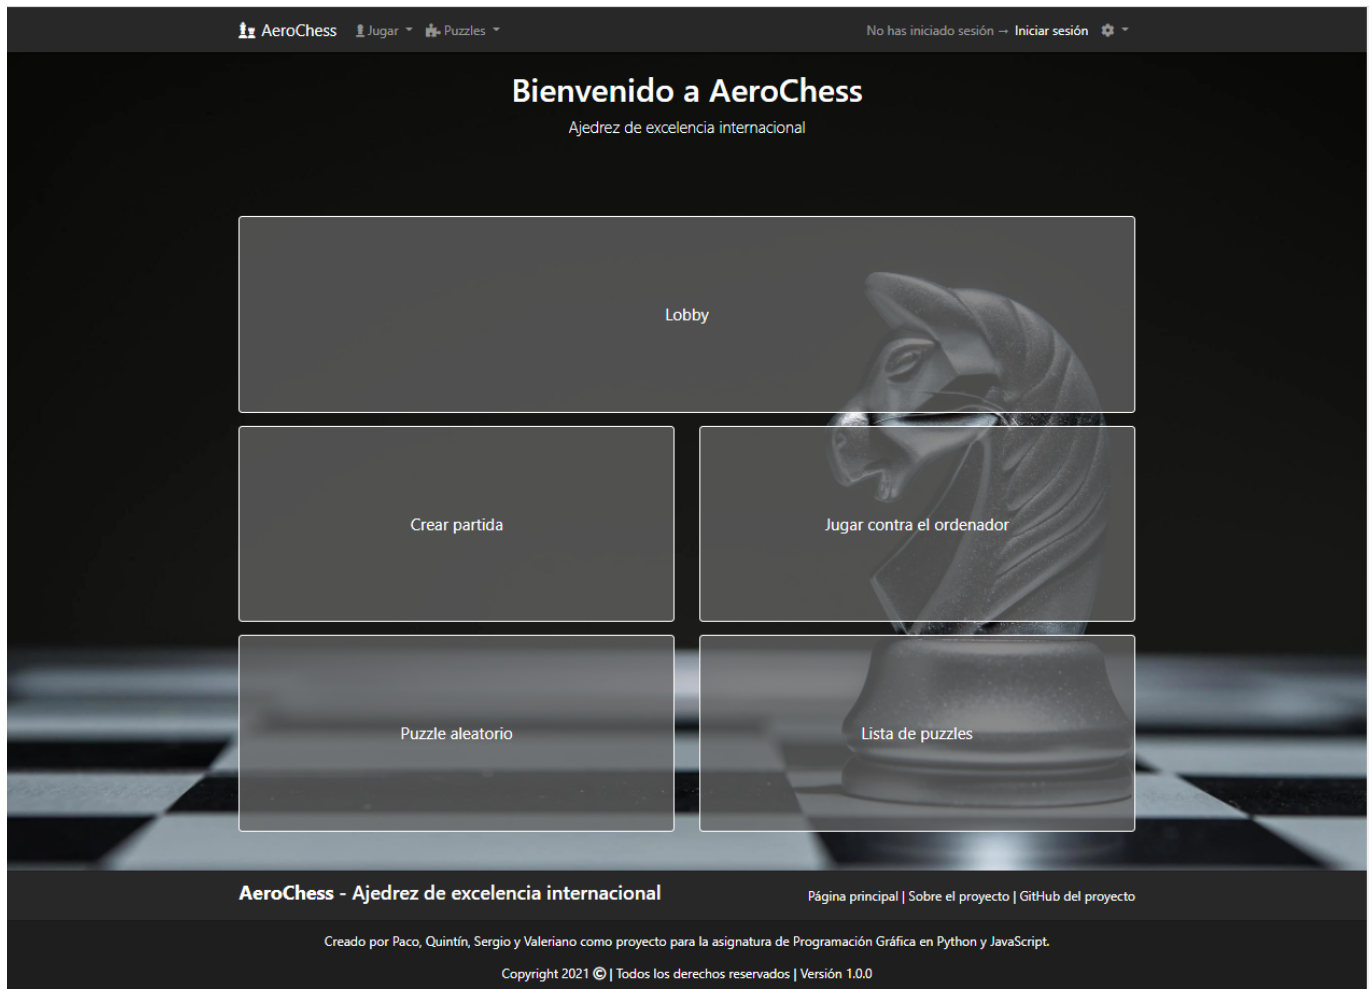 AeroChess Jugar Puzzles No has iniciado sesión → Iniciar sesión
Bienvenido a AeroChess
Ajedrez de excelencia internacional
Lobby
Crear partida
Jugar contra el ordenador
Puzzle aleatorio
Lista de puzzles
AeroChess - Ajedrez de excelencia internacional
Página principal | Sobre el proyecto | GitHub del proyecto
Creado por Paco, Quintín, Sergio y Valeriano como proyecto para la asignatura de Programación Gráfica en Python y JavaScript.
Copyright 2021 © | Todos los derechos reservados | Versión 1.0.0